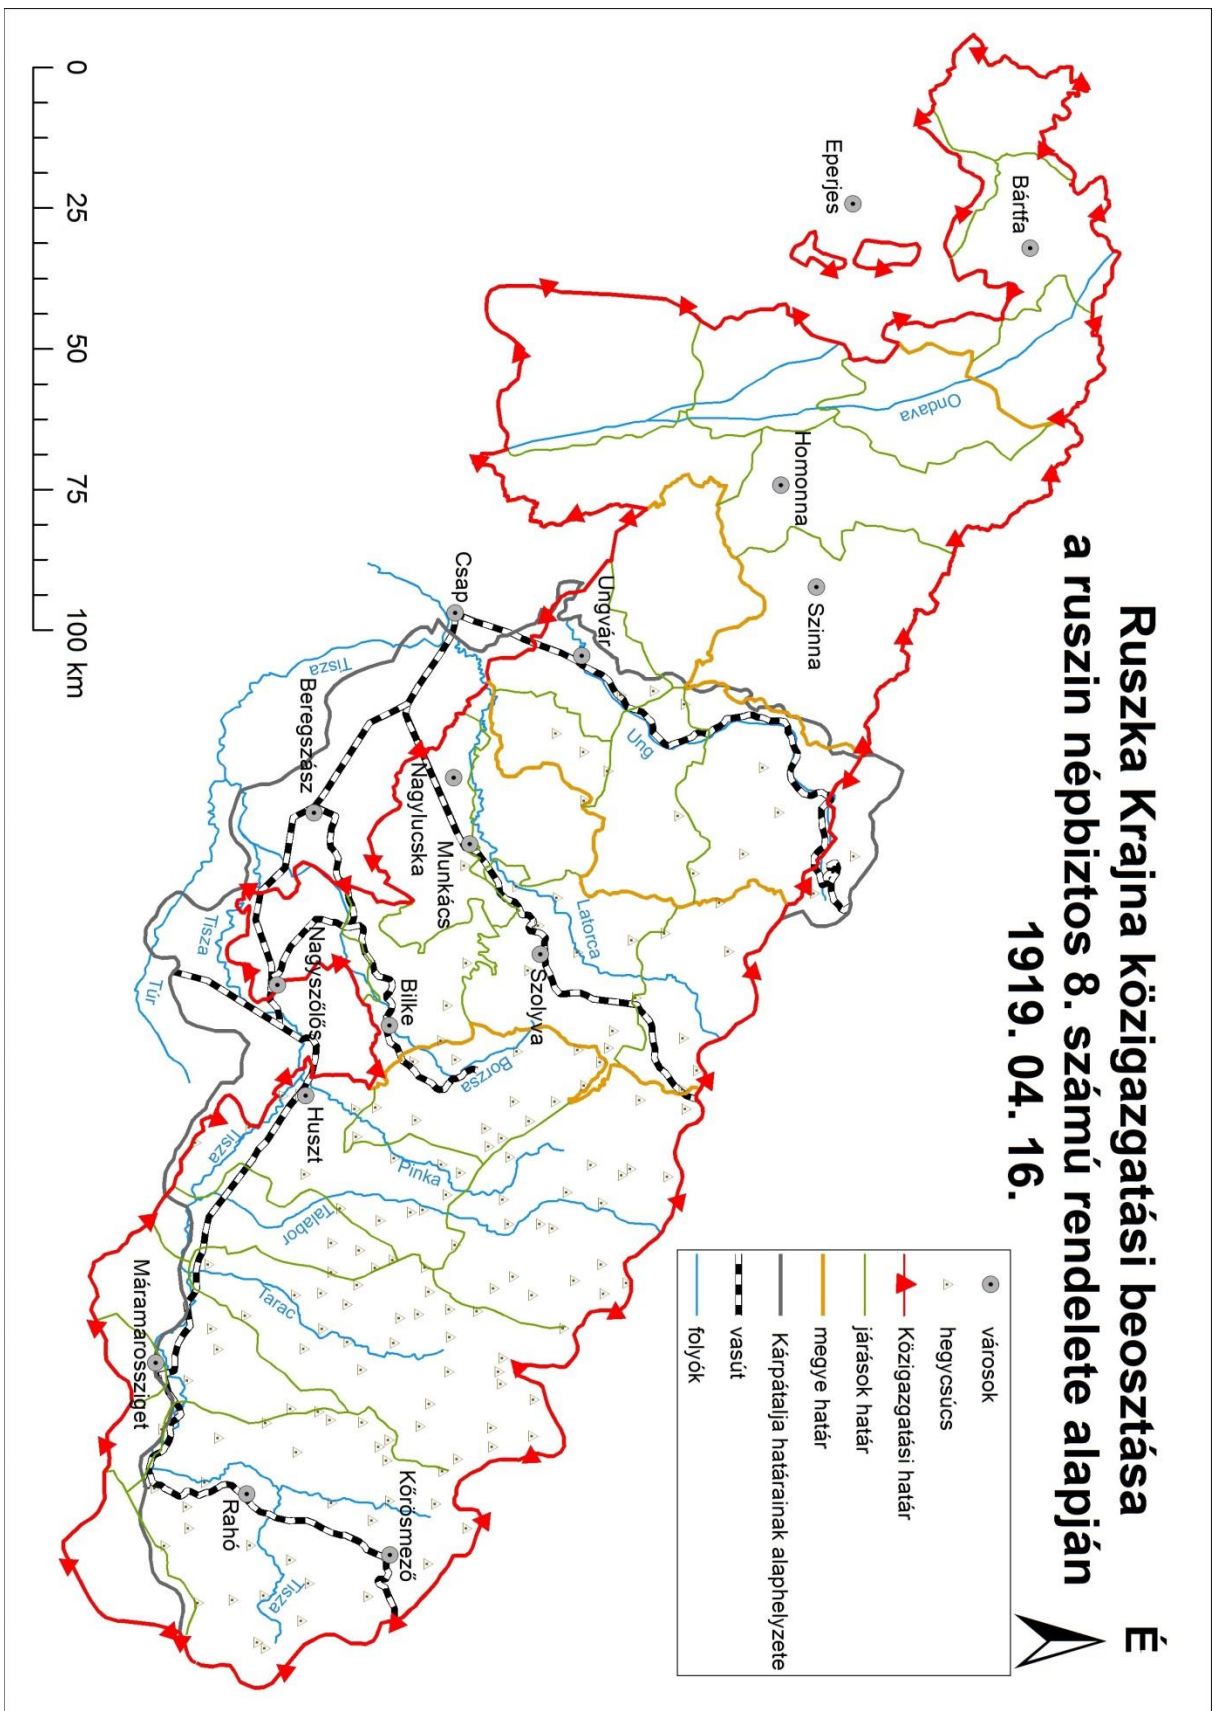 Ruszka Krajna közigazgatási beosztása
a ruszin népbiztos 8. számú rendelete alapján
1919. 04. 16.
É
városok
hegycsúcs
Közigazgatási határ
járások határ
megye határ
Kárpátalja határainak alaphelyzete
vasút
folyók
Bártfa
Eperjes
Ondava
Homonna
Szinna
Ungvár
Ung
Csap
Tisza
Beregszász
Nagylucska
Munkács
Latorca
Szolyva
Tisza
Túr
Nagyszőlős
Bilke
Borzsa
Huszt
Tisza
Pinka
Talabor
Tarac
Máramarossziget
Rahó
Kőrösmező
Tisza
0 25 50 75 100 km